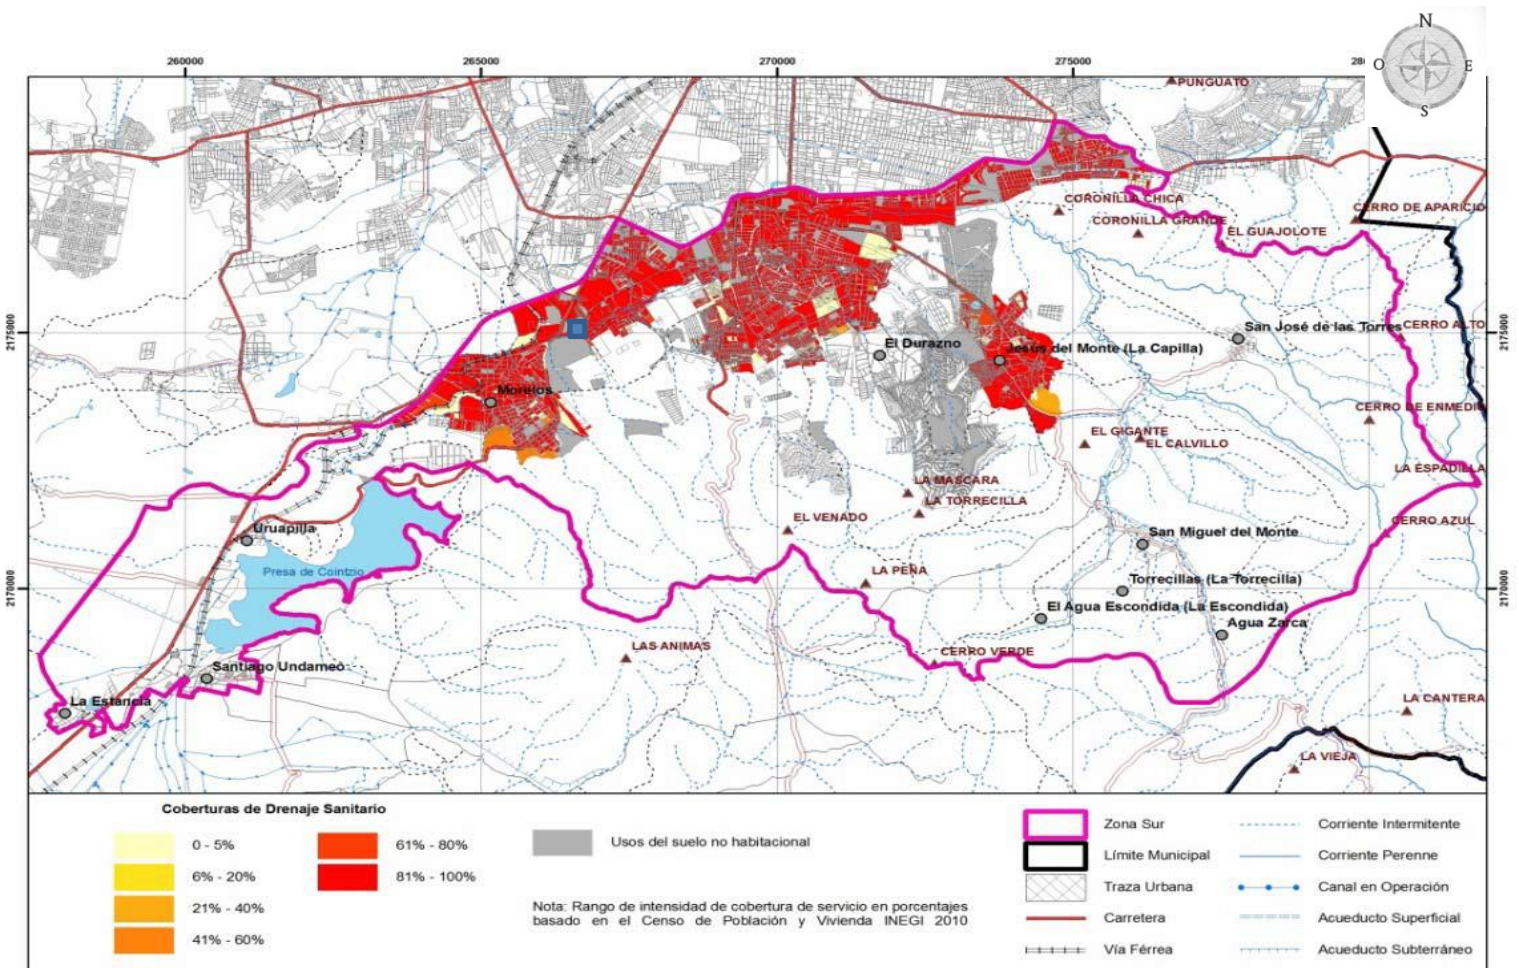 N
O
E
S
260000
265000
270000
275000
PUNGUATO
CORONILLA CHICA
CERRO DE APARICIO
CORONILLA GRANDE
EL GUAJOLOTE
2175000
2175000
San José de las Torres
CERRO ALTO
El Durazno
Jesús del Monte (La Capilla)
Morelos
CERRO DE ENMEDIO
EL GIGANTE
EL CALVILLO
LA ESPADILLA
LA MASCARA
LA TORRECILLA
EL VENADO
CERRO AZUL
Uruapilla
San Miguel del Monte
Presa de Cointzio
LA PEÑA
Torrecillas (La Torrecilla)
2170000
2170000
El Agua Escondida (La Escondida)
Agua Zarca
LAS ANIMAS
CERRO VERDE
Santiago Undameo
La Estancia
LA CANTERA
LA VIEJA
Coberturas de Drenaje Sanitario
0 - 5%
6% - 20%
21% - 40%
41% - 60%
61% - 80%
81% - 100%
Usos del suelo no habitacional
Nota: Rango de intensidad de cobertura de servicio en porcentajes
basado en el Censo de Población y Vivienda INEGI 2010
Zona Sur
Límite Municipal
Traza Urbana
Carretera
Vía Férrea
Corriente Intermitente
Corriente Perenne
Canal en Operación
Acueducto Superficial
Acueducto Subterráneo